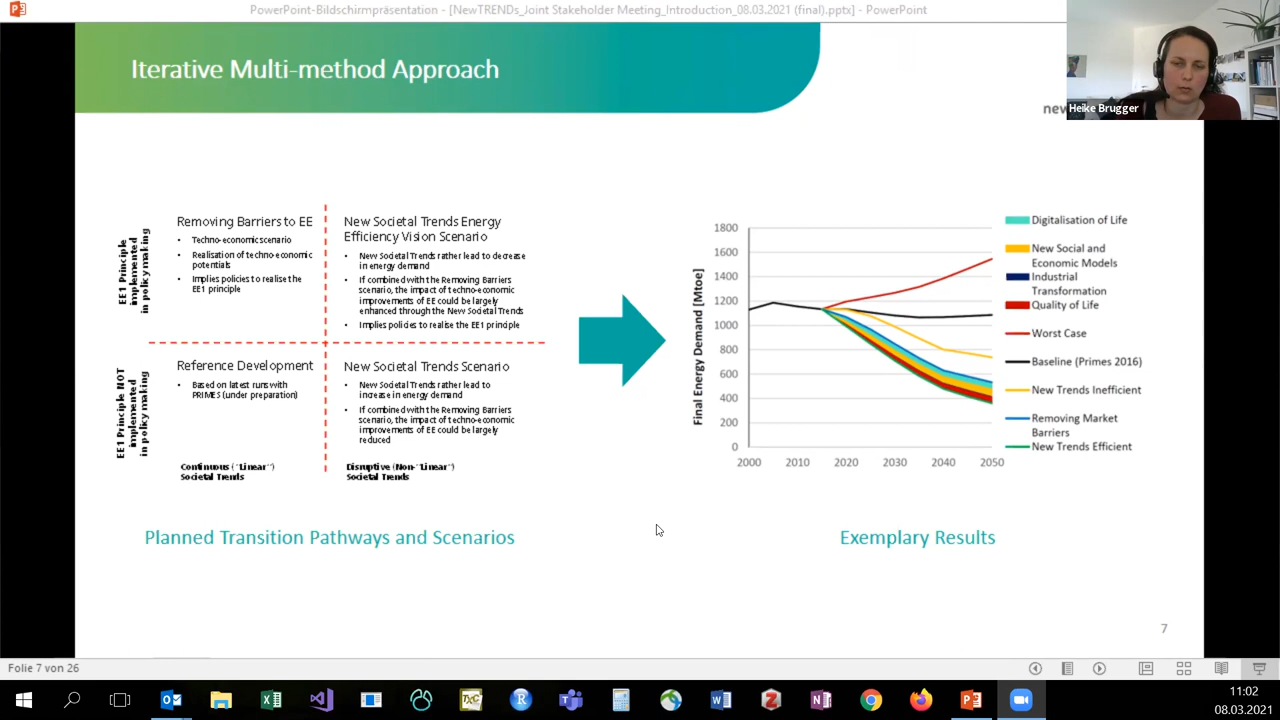 PowerPoint-Bildschirmpräsentation - [NewTRENDs_Joint Stakeholder Meeting_Introduction_08.03.2021 (final).pptx] - PowerPoint
Iterative Multi-method Approach
Heike Brugger
new
EE1 Principle
implemented
in policy making
Removing Barriers to EE
• Techno-economic scenario
• Realisation of techno-economic
potentials
• Implies policies to realise the
EE1 principle
New Societal Trends Energy
Efficiency Vision Scenario
• New Societal Trends rather lead to decrease
in energy demand
• If combined with the Removing Barriers
scenario, the impact of techno-economic
improvements of EE could be largely
enhanced through the New Societal Trends
• Implies policies to realise the EE1 principle
EE1 Principle NOT
implemented
in policy making
Reference Development
• Based on latest runs with
PRIMES (under preparation)
New Societal Trends Scenario
• New Societal Trends rather lead to
increase in energy demand
• If combined with the Removing Barriers
scenario, the impact of techno-economic
improvements of EE could be largely
reduced
Continuous ("Linear")
Societal Trends
Disruptive (Non-"Linear")
Societal Trends
Planned Transition Pathways and Scenarios
Final Energy Demand [Mtoe]
1800
1600
1400
1200
1000
800
600
400
200
0
2000 2010 2020 2030 2040 2050
Digitalisation of Life
New Social and
Economic Models
Industrial
Transformation
Quality of Life
Worst Case
Baseline (Primes 2016)
New Trends Inefficient
Removing Market
Barriers
New Trends Efficient
Exemplary Results
7
Folie 7 von 26
11:02
08.03.2021